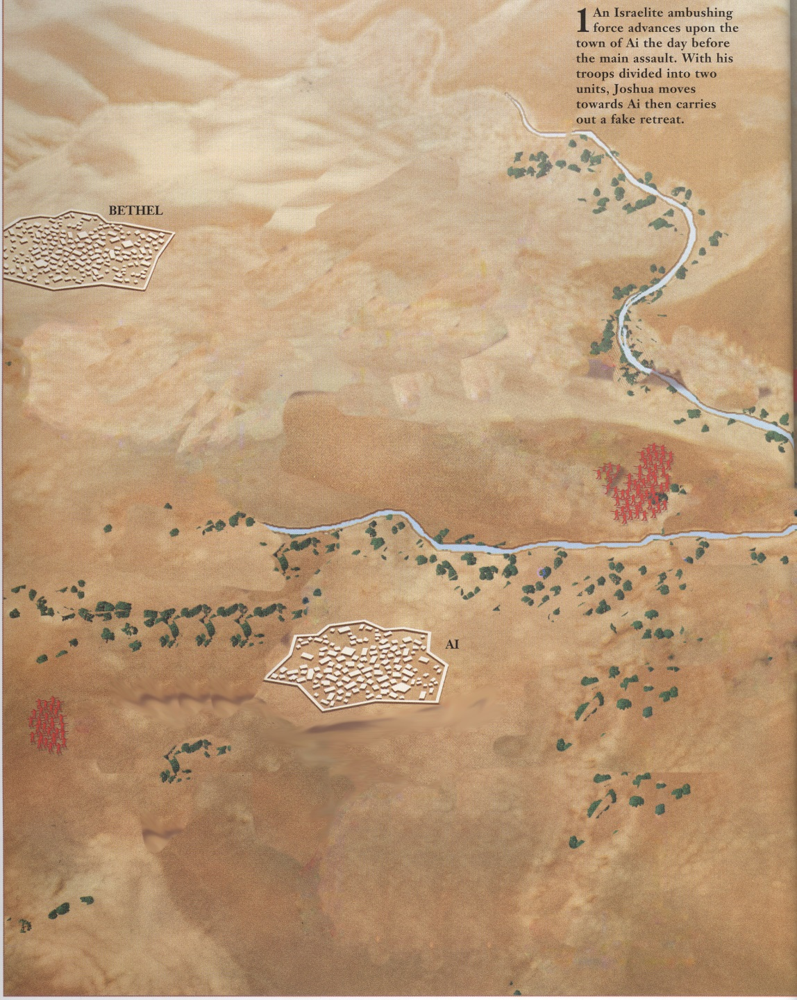 1 An Israelite ambushing
force advances upon the
town of Ai the day before
the main assault. With his
troops divided into two
units, Joshua moves
towards Ai then carries
out a fake retreat.
BETHEL
AI